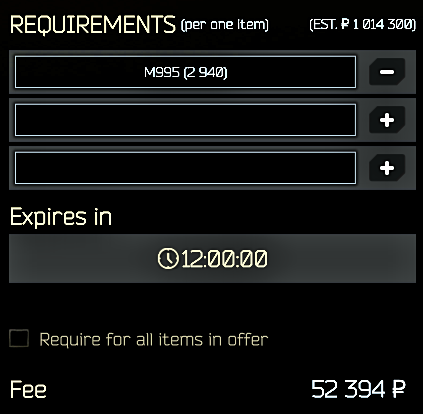 REQUIREMENTS (per one item) (EST. ₽ 1 014 300)
M995 (2 940)
Expires in
12:00:00
Require for all items in offer
Fee 52 394 ₽